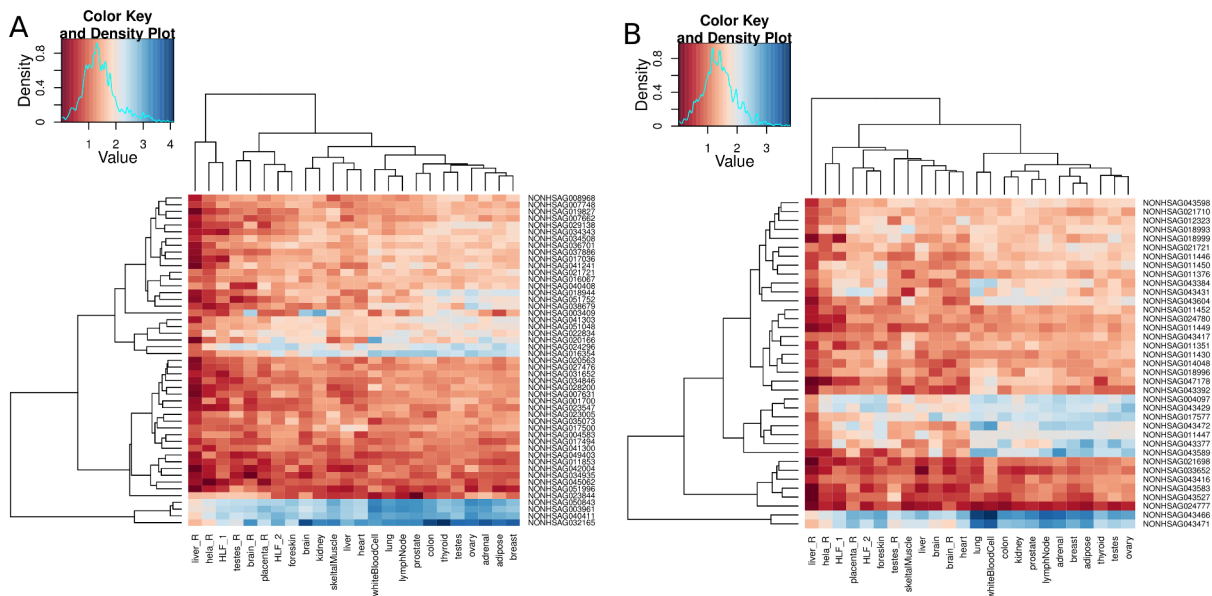 A
Color Key
and Density Plot
Density
0 0.4 0.8
1 2 3 4
Value
NONHSAG008968
NONHSAG007748
NONHSAG019827
NONHSAG007662
NONHSAG029138
NONHSAG034343
NONHSAG034508
NONHSAG036701
NONHSAG037886
NONHSAG017036
NONHSAG041241
NONHSAG021721
NONHSAG016067
NONHSAG040408
NONHSAG018944
NONHSAG051752
NONHSAG038679
NONHSAG003409
NONHSAG041303
NONHSAG051048
NONHSAG022834
NONHSAG020166
NONHSAG024296
NONHSAG016354
NONHSAG020563
NONHSAG027476
NONHSAG031652
NONHSAG034846
NONHSAG028200
NONHSAG007631
NONHSAG001700
NONHSAG023547
NONHSAG023005
NONHSAG035073
NONHSAG017500
NONHSAG004583
NONHSAG017494
NONHSAG041300
NONHSAG049403
NONHSAG011853
NONHSAG042004
NONHSAG034935
NONHSAG045062
NONHSAG051996
NONHSAG023844
NONHSAG050843
NONHSAG003961
NONHSAG040411
NONHSAG032165
liver_R
hela_R
HLF_1
testes_R
brain_R
placenta_R
HLF_2
foreskin
brain
kidney
skeltalMuscle
liver
heart
whiteBloodCell
lung
lymphNode
prostate
colon
thyroid
testes
ovary
adrenal
adipose
breast
B
Color Key
and Density Plot
Density
0 0.4 0.8
1 2 3
Value
NONHSAG043598
NONHSAG021710
NONHSAG012323
NONHSAG018993
NONHSAG018999
NONHSAG021721
NONHSAG011446
NONHSAG011450
NONHSAG011376
NONHSAG043384
NONHSAG043431
NONHSAG043604
NONHSAG011452
NONHSAG024780
NONHSAG011449
NONHSAG043417
NONHSAG011351
NONHSAG011430
NONHSAG014048
NONHSAG018996
NONHSAG047178
NONHSAG043392
NONHSAG004097
NONHSAG043429
NONHSAG017577
NONHSAG043472
NONHSAG011447
NONHSAG043377
NONHSAG043589
NONHSAG021698
NONHSAG033652
NONHSAG043416
NONHSAG043583
NONHSAG043527
NONHSAG024777
NONHSAG043466
NONHSAG043471
liver_R
hela_R
HLF_1
placenta_R
HLF_2
foreskin
testes_R
skeltalMuscle
liver
brain
brain_R
heart
lung
whiteBloodCell
colon
kidney
prostate
lymphNode
adrenal
breast
adipose
thyroid
testes
ovary